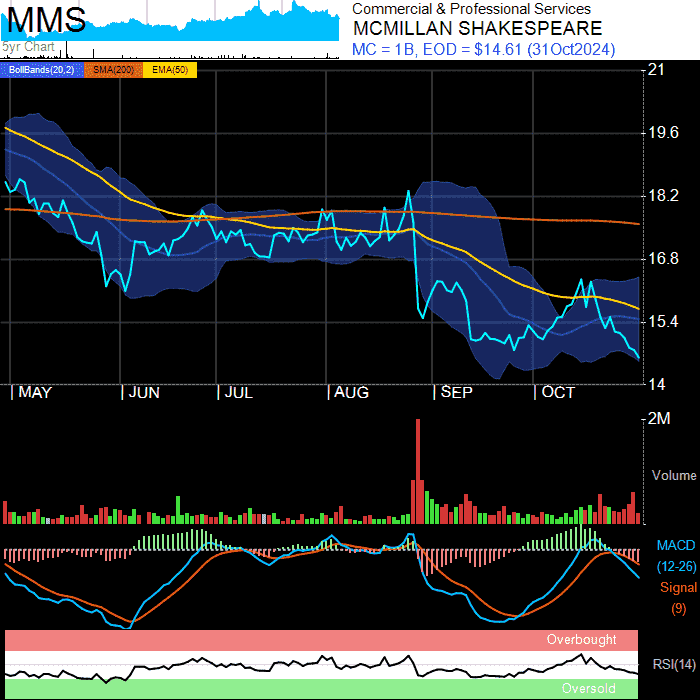 MMS
5yr Chart
Commercial & Professional Services
MCMILLAN SHAKESPEARE
MC = 1B, EOD = $14.61 (31Oct2024)
BollBands(20,2) SMA(200) EMA(50)
21
19.6
18.2
16.8
15.4
14
MAY JUN JUL AUG SEP OCT
2M
Volume
MACD
(12-26)
Signal
(9)
Overbought
RSI(14)
Oversold